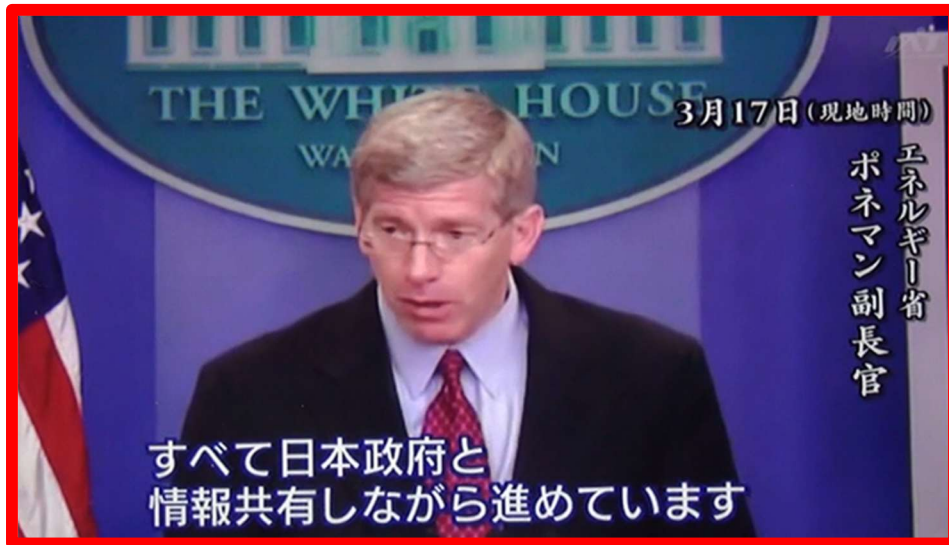 THE WHITE HOUSE
WA N
3月17日(現地時間)
エネルギー省
ポネマン副長官
すべて日本政府と
情報共有しながら進めています